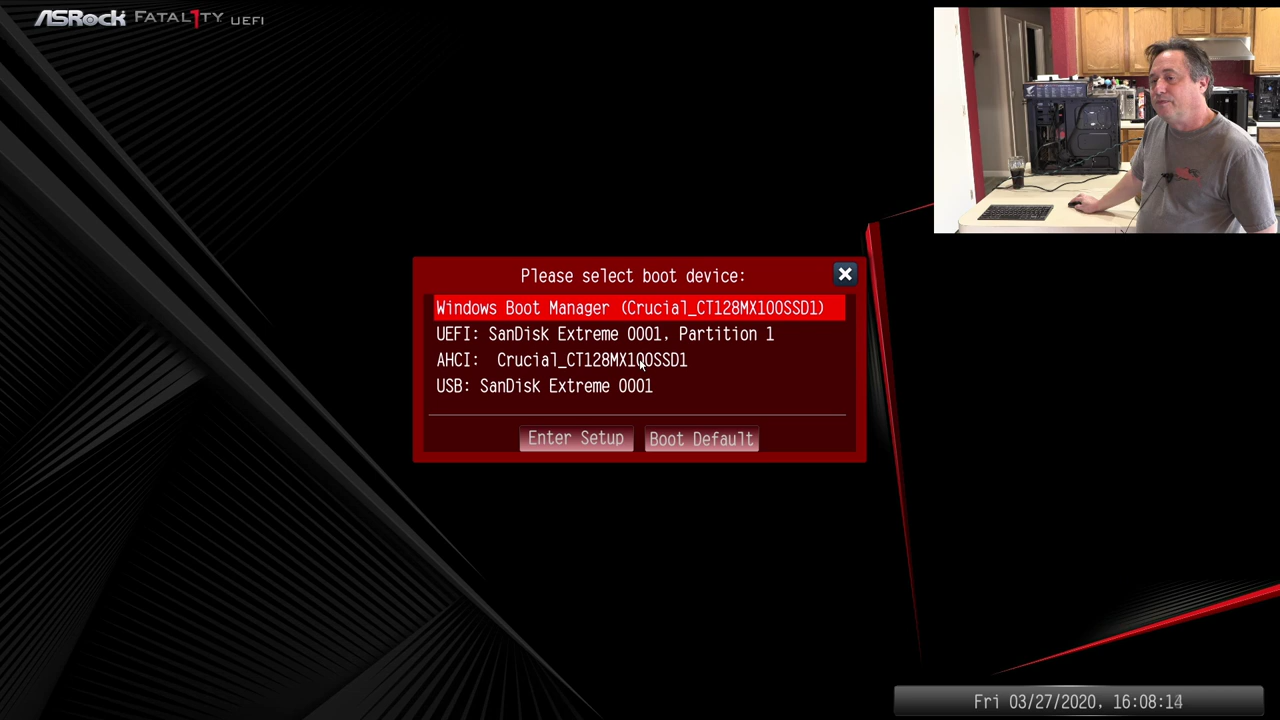 ASRock FATAL1TY UEFI
Please select boot device:
Windows Boot Manager (Crucial_CT128MX100SSD1)
UEFI: SanDisk Extreme 0001, Partition 1
AHCI: Crucial_CT128MX100SSD1
USB: SanDisk Extreme 0001
Enter Setup
Boot Default
Fri 03/27/2020, 16:08:14